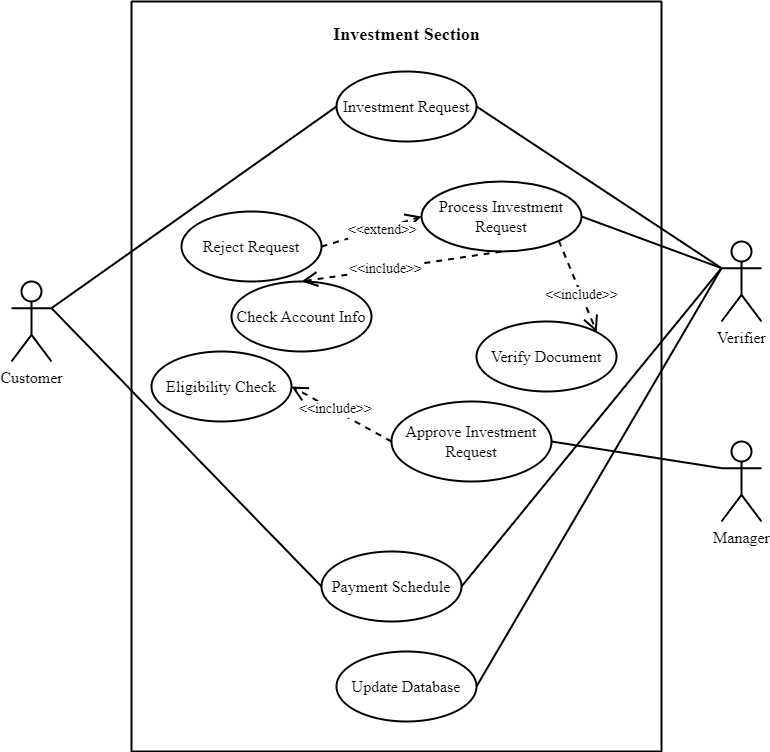 Investment Section
Investment Request
Process Investment
Request
Reject Request
<<extend>>
<<include>>
Check Account Info
<<include>>
Verifier
Customer
Verify Document
Eligibility Check
<<include>>
Approve Investment
Request
Manager
Payment Schedule
Update Database